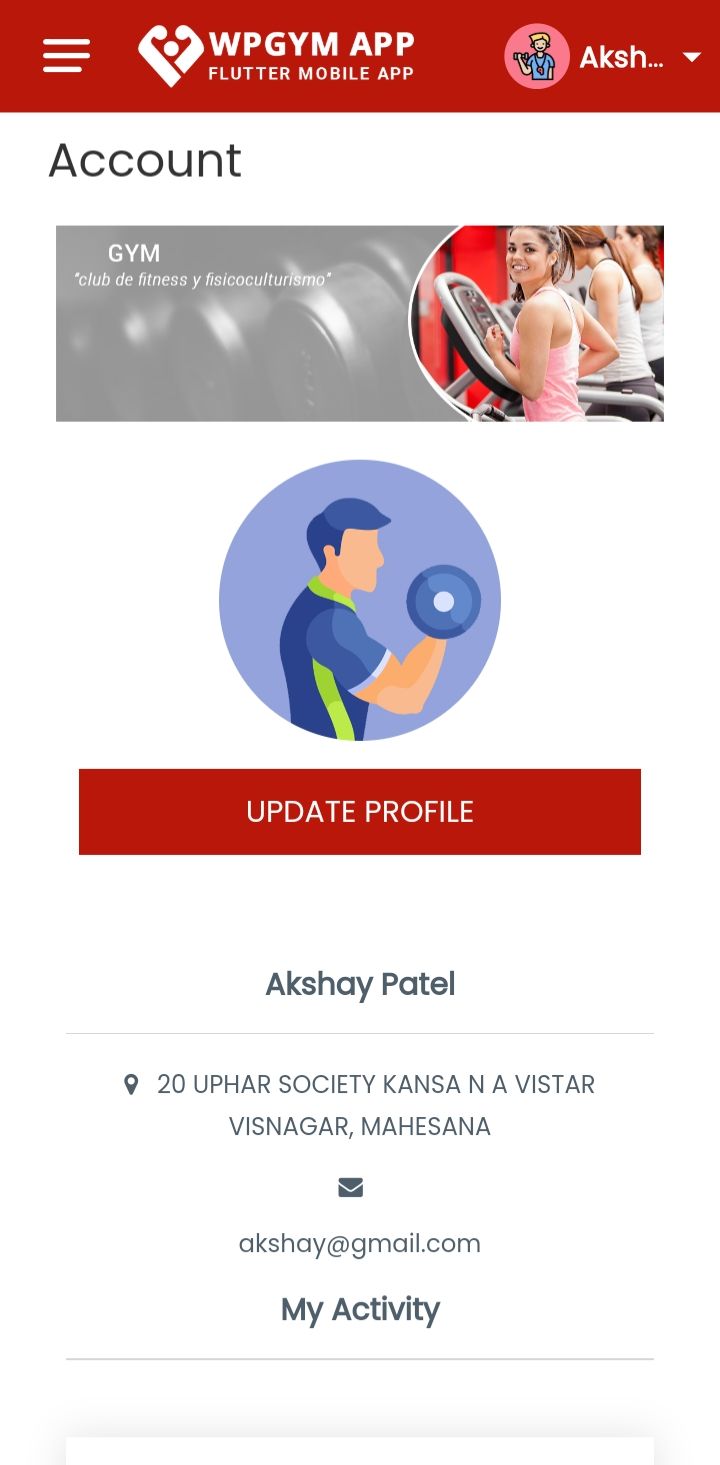 WPGYM APP
FLUTTER MOBILE APP
Aksh...
Account
GYM
"club de fitness y fisicoculturismo"
UPDATE PROFILE
Akshay Patel
20 UPHAR SOCIETY KANSA N A VISTAR
VISNAGAR, MAHESANA
akshay@gmail.com
My Activity